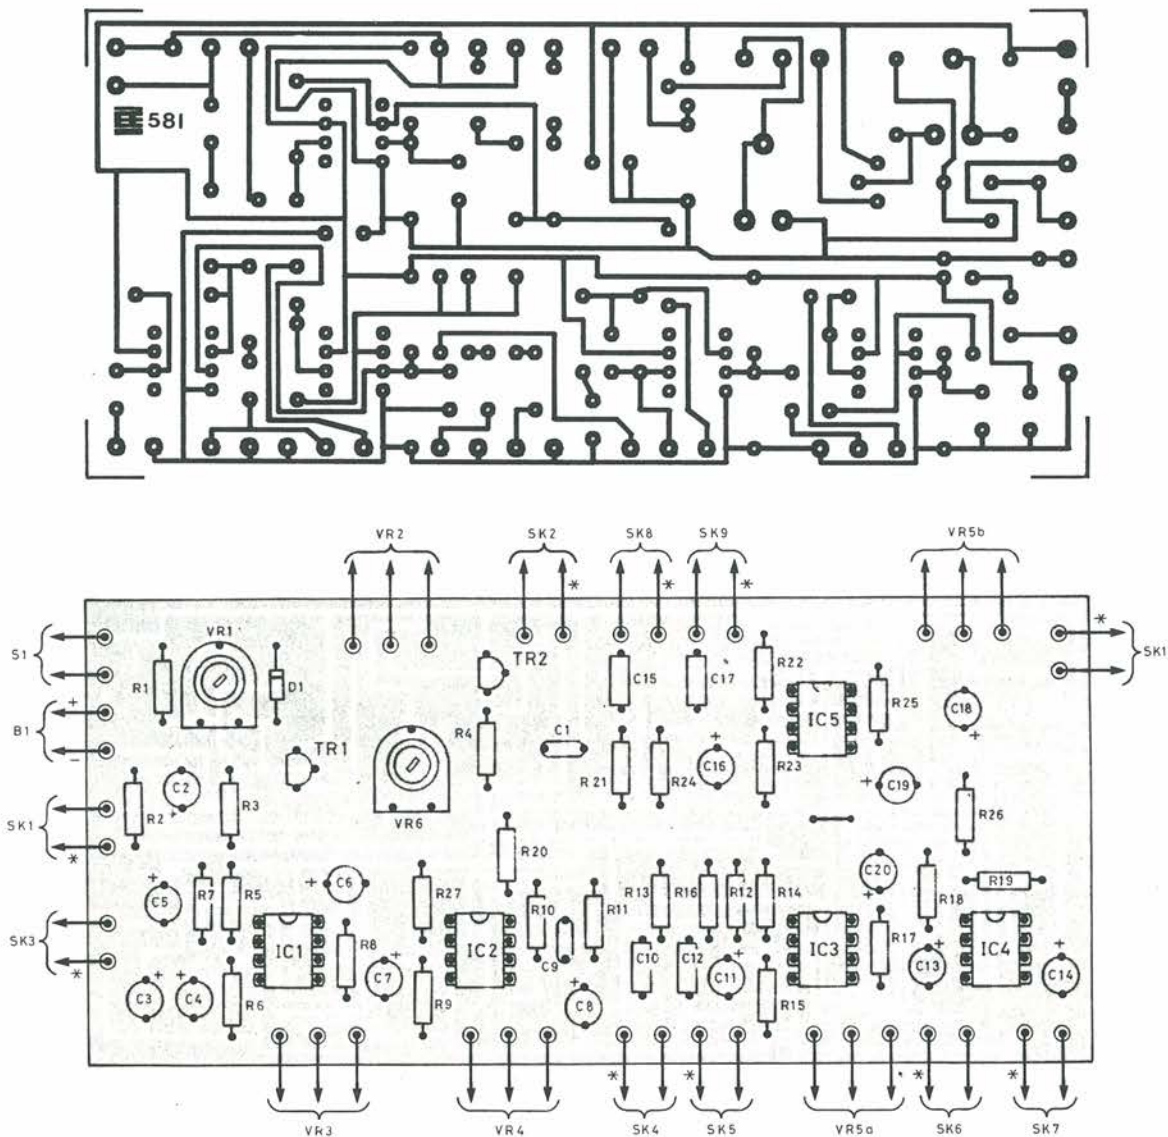 581
VR2
SK2
SK8
SK9
VR5b
*
*
*
*
S1
B1
+
−
SK1
*
SK3
*
SK1
R1
VR1
D1
TR1
TR2
R4
C1
C15
C17
R22
IC5
R25
C18
+
R2
C2
+
R3
VR6
R21
R24
C16
+
R23
C19
+
R26
R20
C5
+
R7
R5
C6
+
R27
R10
R11
R13
R16
R12
R14
C20
+
R18
R19
IC1
R8
IC2
C9
C10
C12
C11
+
IC3
R17
C13
+
IC4
C14
+
C3
+
C4
+
R6
C7
+
R9
C8
+
R15
*
*
*
*
VR3
VR4
SK4
SK5
VR5a
SK6
SK7